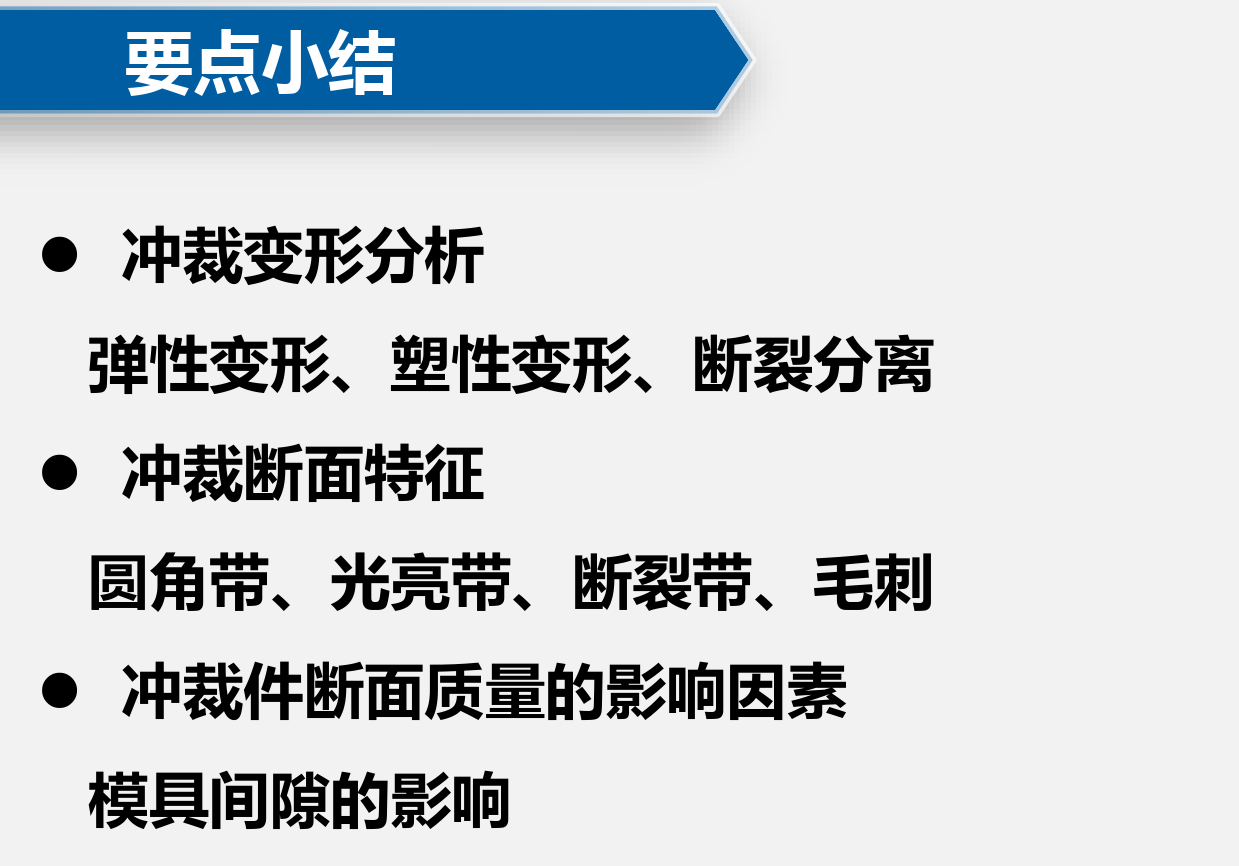 要点小结
● 冲裁变形分析
弹性变形、塑性变形、断裂分离
● 冲裁断面特征
圆角带、光亮带、断裂带、毛刺
● 冲裁件断面质量的影响因素
模具间隙的影响